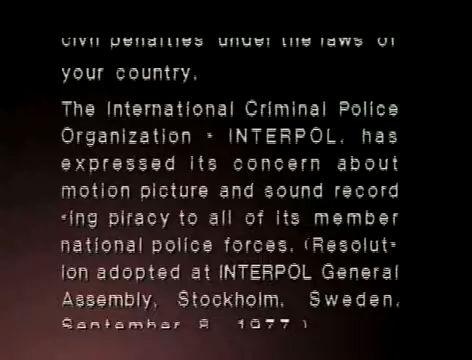 civil penalties under the laws of
your country.
The International Criminal Police
Organization - INTERPOL, has
expressed its concern about
motion picture and sound record
-ing piracy to all of its member
national police forces. (Resolut-
ion adopted at INTERPOL General
Assembly, Stockholm, Sweden,
September 8, 1977.)